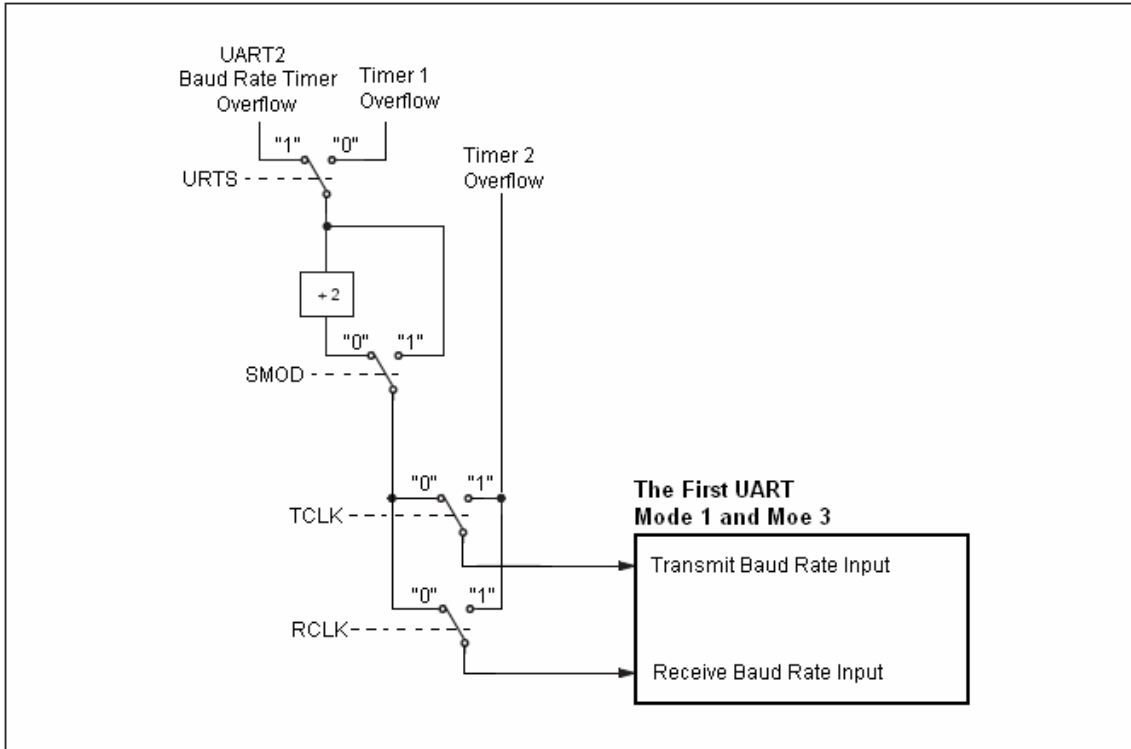 UART2
Baud Rate Timer
Overflow
Timer 1
Overflow
"1"
"0"
URTS
Timer 2
Overflow
+ 2
"0"
"1"
SMOD
"0"
"1"
TCLK
The First UART
Mode 1 and Moe 3
Transmit Baud Rate Input
"0"
"1"
RCLK
Receive Baud Rate Input